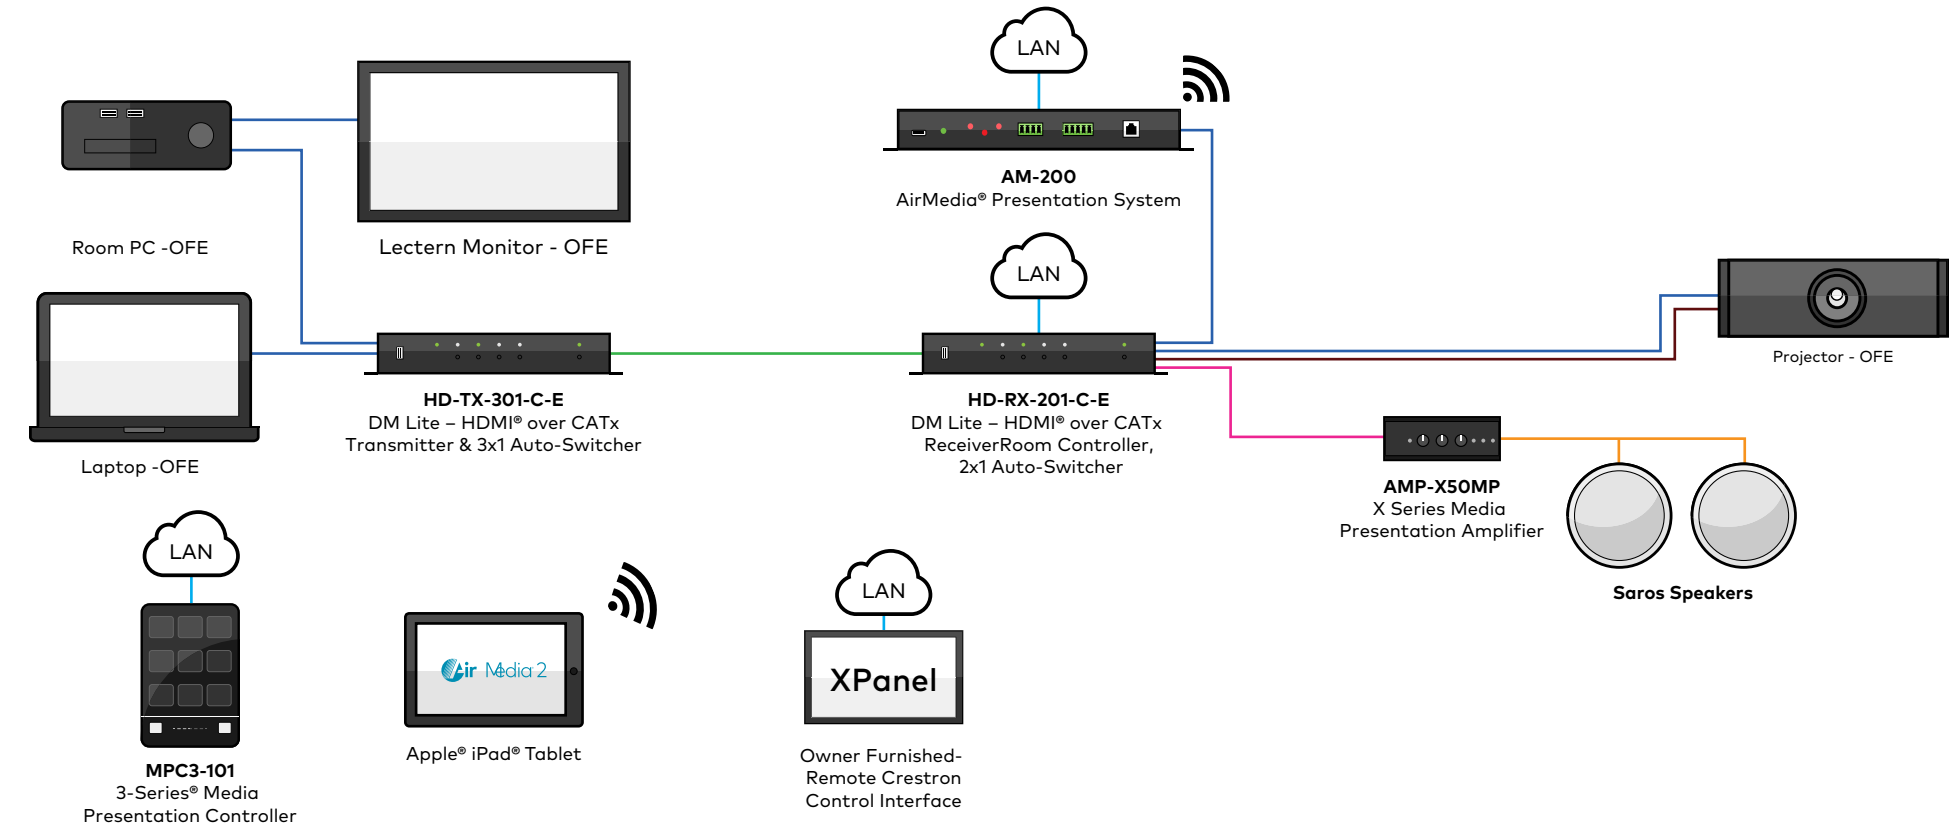 LAN
AM-200
AirMedia® Presentation System
Room PC -OFE
Lectern Monitor - OFE
LAN
Projector - OFE
HD-TX-301-C-E
DM Lite – HDMI® over CATx
Transmitter & 3x1 Auto-Switcher
HD-RX-201-C-E
DM Lite – HDMI® over CATx
ReceiverRoom Controller,
2x1 Auto-Switcher
Laptop -OFE
AMP-X50MP
X Series Media
Presentation Amplifier
Saros Speakers
LAN
MPC3-101
3-Series® Media
Presentation Controller
Air Media 2
Apple® iPad® Tablet
LAN
XPanel
Owner Furnished-
Remote Crestron
Control Interface